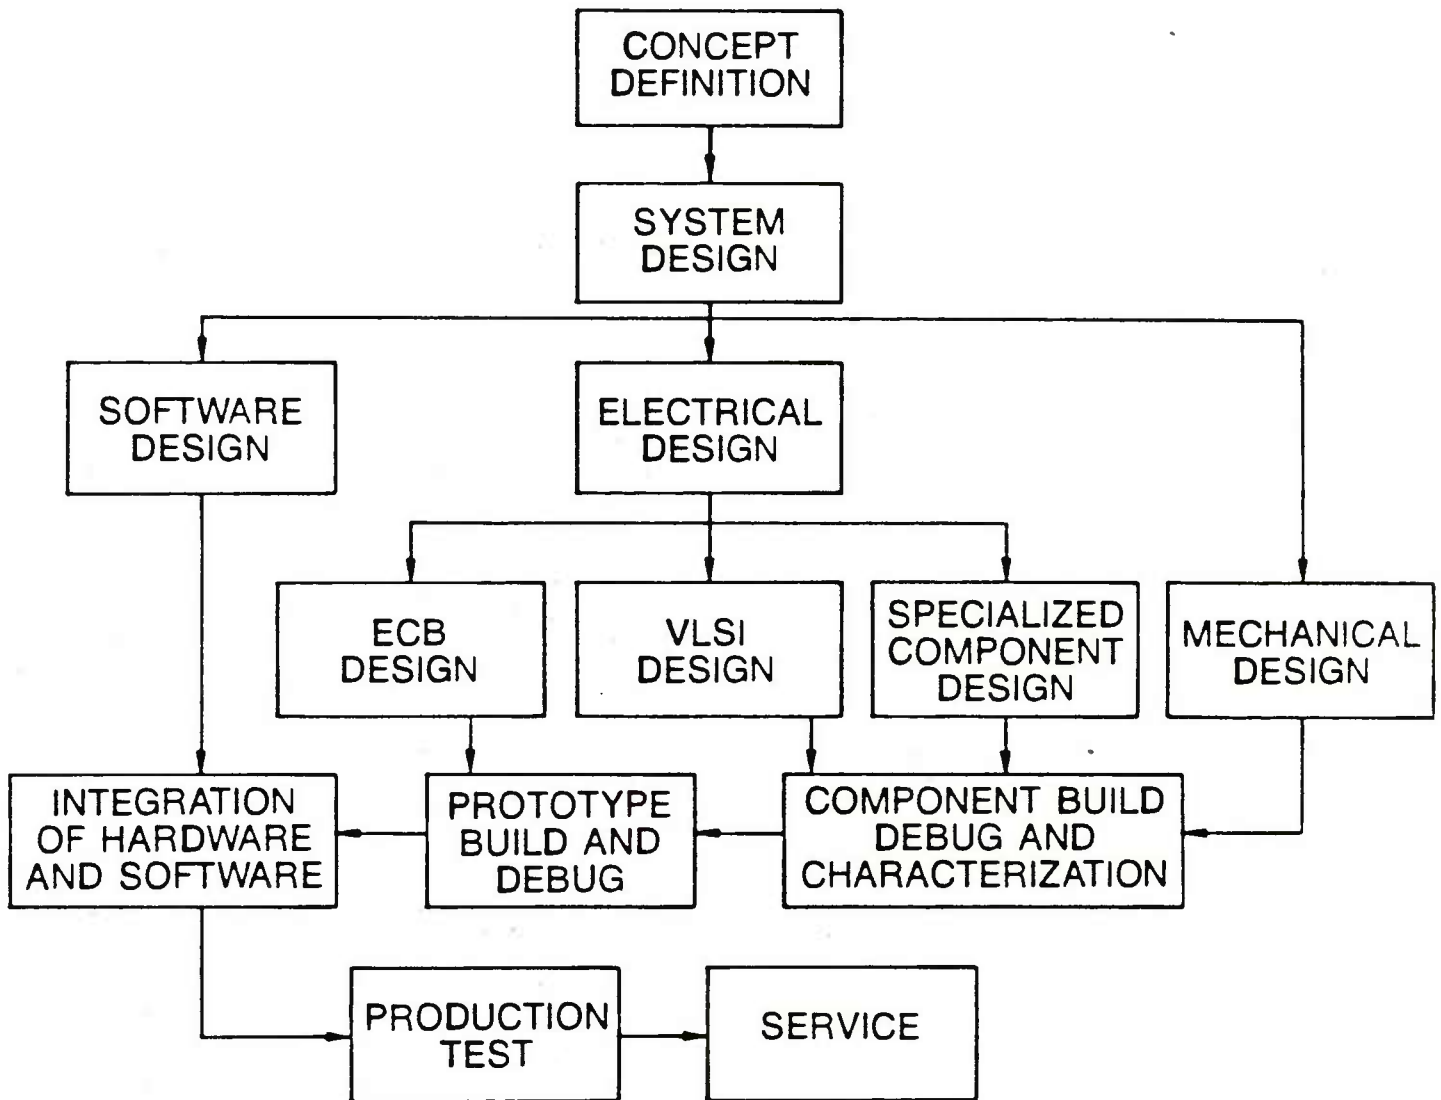 CONCEPT
DEFINITION
SYSTEM
DESIGN
SOFTWARE
DESIGN
ELECTRICAL
DESIGN
ECB
DESIGN
VLSI
DESIGN
SPECIALIZED
COMPONENT
DESIGN
MECHANICAL
DESIGN
INTEGRATION
OF HARDWARE
AND SOFTWARE
PROTOTYPE
BUILD AND
DEBUG
COMPONENT BUILD
DEBUG AND
CHARACTERIZATION
PRODUCTION
TEST
SERVICE